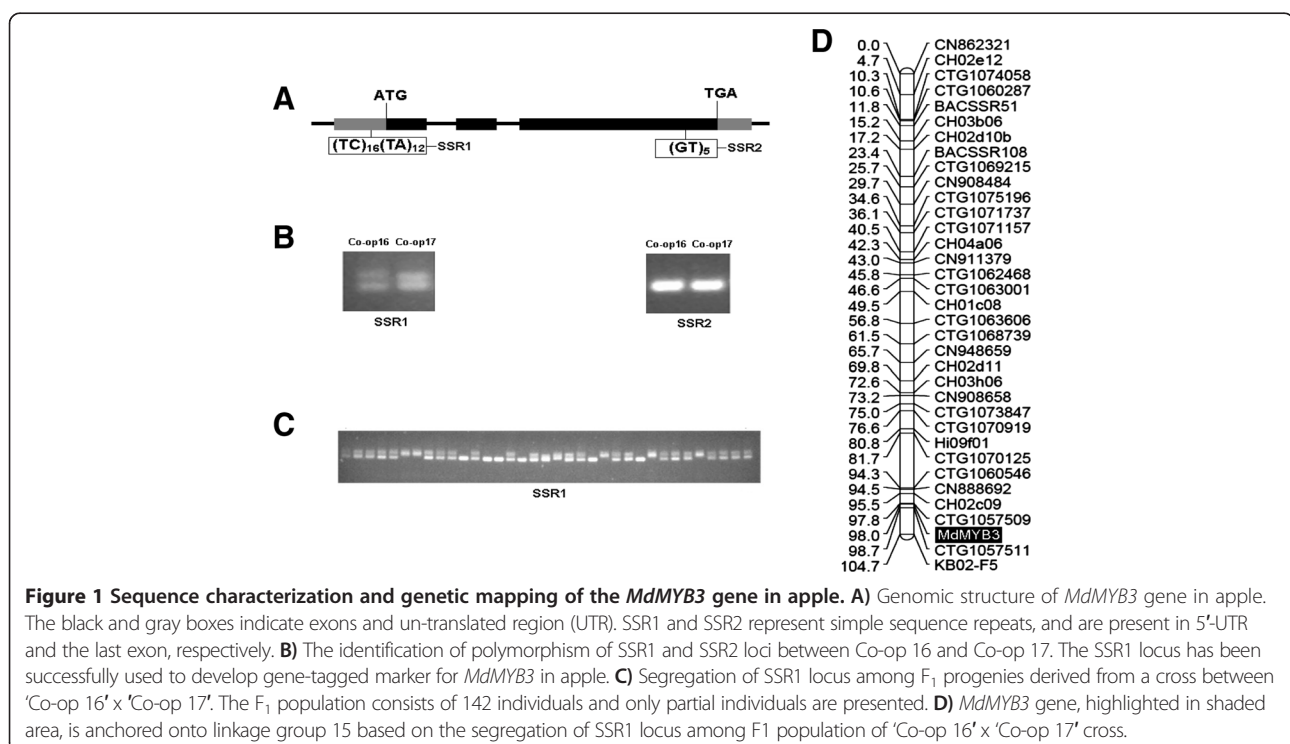 A
ATG
TGA
(TC)16(TA)12
SSR1
(GT)5
SSR2
B
Co-op16 Co-op17
SSR1
Co-op16 Co-op17
SSR2
C
SSR1
D
0.0 CN862321
4.7 CH02e12
10.3 CTG1074058
10.6 CTG1060287
11.8 BACSSR51
15.2 CH03b06
17.2 CH02d10b
23.4 BACSSR108
25.7 CTG1069215
29.7 CN908484
34.6 CTG1075196
36.1 CTG1071737
40.5 CTG1071157
42.3 CH04a06
43.0 CN911379
45.8 CTG1062468
46.6 CTG1063001
49.5 CH01c08
56.8 CTG1063606
61.5 CTG1068739
65.7 CN948659
69.8 CH02d11
72.6 CH03h06
73.2 CN908658
75.0 CTG1073847
76.6 CTG1070919
80.8 Hi09f01
81.7 CTG1070125
94.3 CTG1060546
94.5 CN888692
95.5 CH02c09
97.8 CTG1057509
98.0 MdMYB3
98.7 CTG1057511
104.7 KB02-F5
Figure 1 Sequence characterization and genetic mapping of the MdMYB3 gene in apple. A) Genomic structure of MdMYB3 gene in apple.
The black and gray boxes indicate exons and un-translated region (UTR). SSR1 and SSR2 represent simple sequence repeats, and are present in 5′-UTR
and the last exon, respectively. B) The identification of polymorphism of SSR1 and SSR2 loci between Co-op 16 and Co-op 17. The SSR1 locus has been
successfully used to develop gene-tagged marker for MdMYB3 in apple. C) Segregation of SSR1 locus among F1 progenies derived from a cross between
‘Co-op 16′ x ′Co-op 17′. The F1 population consists of 142 individuals and only partial individuals are presented. D) MdMYB3 gene, highlighted in shaded
area, is anchored onto linkage group 15 based on the segregation of SSR1 locus among F1 population of ‘Co-op 16′ x ‘Co-op 17′ cross.